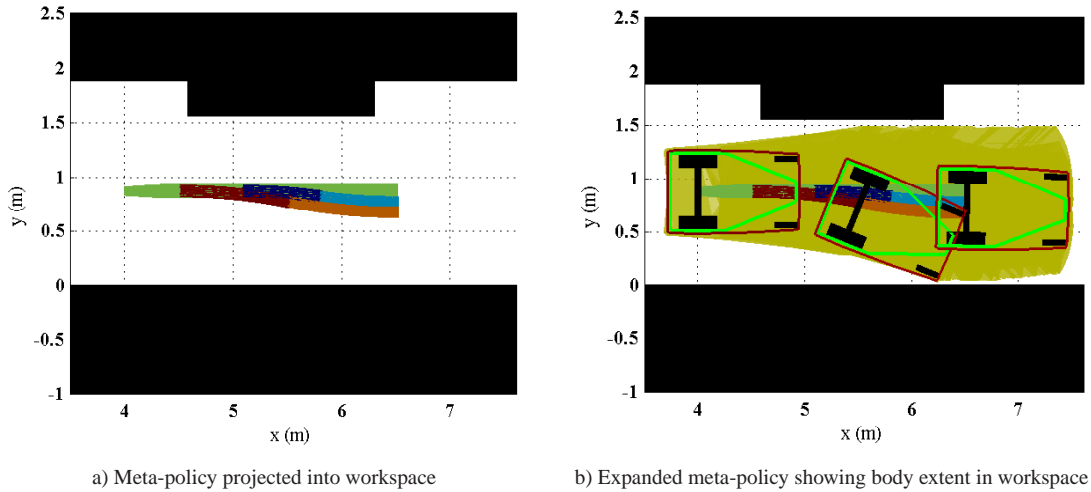 2.5
2
1.5
1
0.5
0
-0.5
-1
y (m)
4 5 6 7
x (m)
a) Meta-policy projected into workspace
2.5
2
1.5
1
0.5
0
-0.5
-1
y (m)
4 5 6 7
x (m)
b) Expanded meta-policy showing body extent in workspace